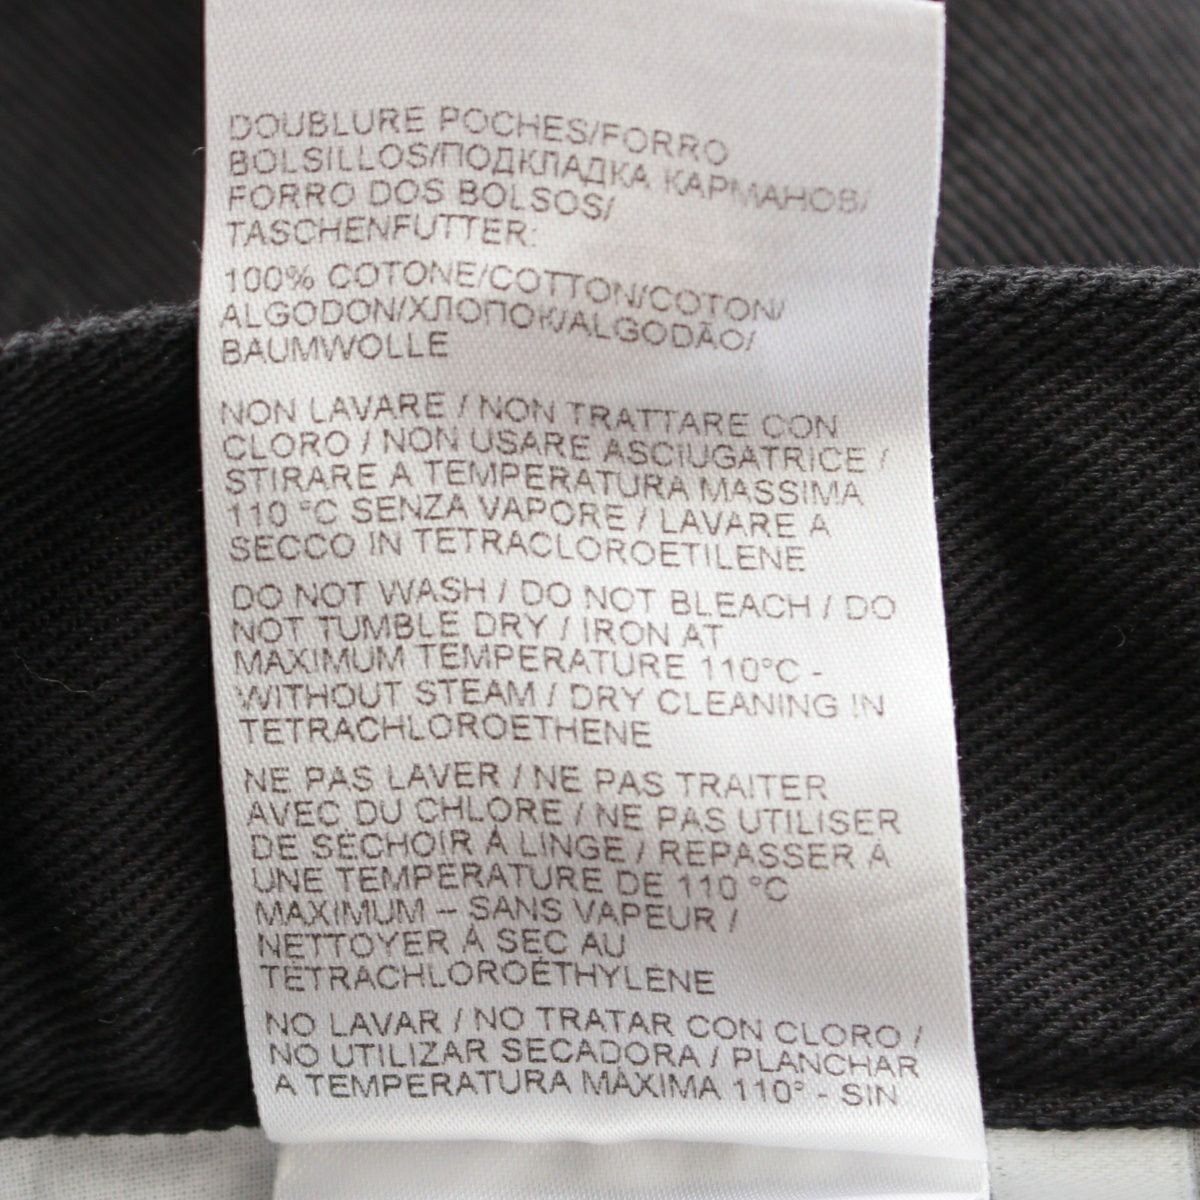 DOUBLURE POCHES/FORRO
BOLSILLOS/ПОДКЛАДКА КАРМАНОВ/
FORRO DOS BOLSOS/
TASCHENFUTTER:
100% COTONE/COTTON/COTON/
ALGODON/ХЛОПОК/ALGODÃO/
BAUMWOLLE
NON LAVARE / NON TRATTARE CON
CLORO / NON USARE ASCIUGATRICE /
STIRARE A TEMPERATURA MASSIMA
110 °C SENZA VAPORE / LAVARE A
SECCO IN TETRACLOROETILENE
DO NOT WASH / DO NOT BLEACH / DO
NOT TUMBLE DRY / IRON AT
MAXIMUM TEMPERATURE 110°C -
WITHOUT STEAM / DRY CLEANING IN
TETRACHLOROETHENE
NE PAS LAVER / NE PAS TRAITER
AVEC DU CHLORE / NE PAS UTILISER
DE SÉCHOIR À LINGE / REPASSER À
UNE TEMPERATURE DE 110 °C
MAXIMUM – SANS VAPEUR /
NETTOYER À SEC AU
TÉTRACHLOROÉTHYLÈNE
NO LAVAR / NO TRATAR CON CLORO /
NO UTILIZAR SECADORA / PLANCHAR
A TEMPERATURA MÁXIMA 110° - SIN